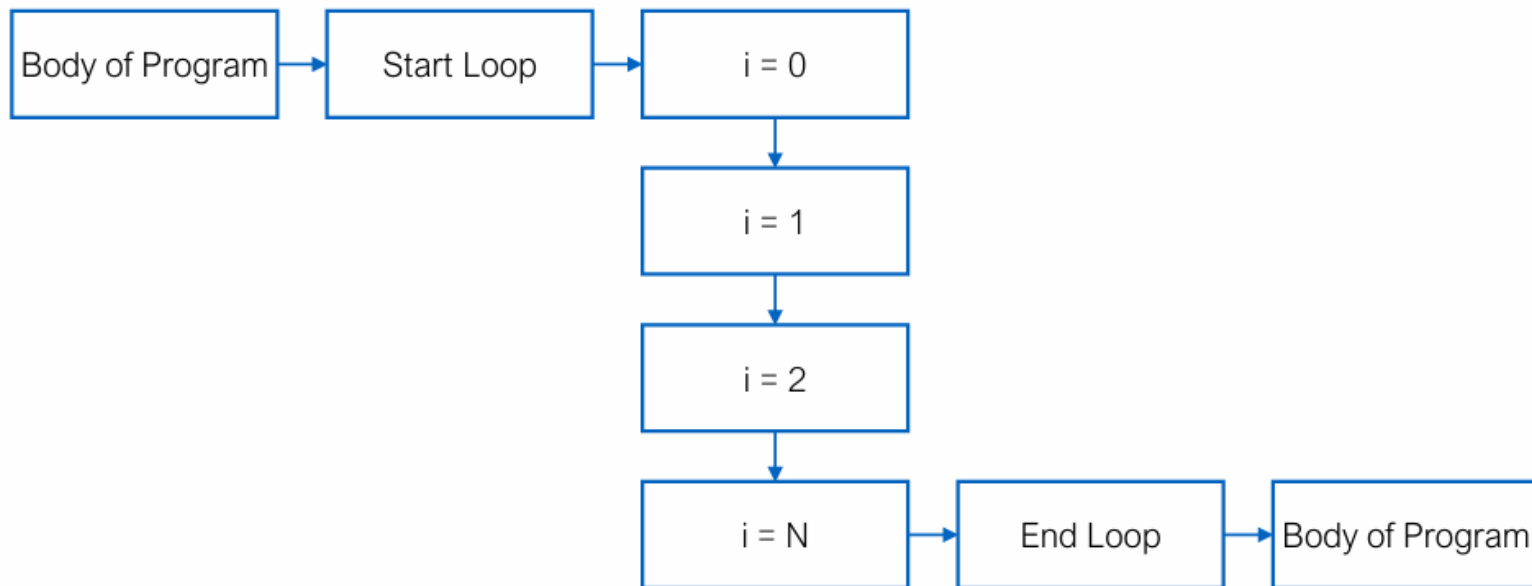 Body of Program
Start Loop
i = 0
i = 1
i = 2
i = N
End Loop
Body of Program